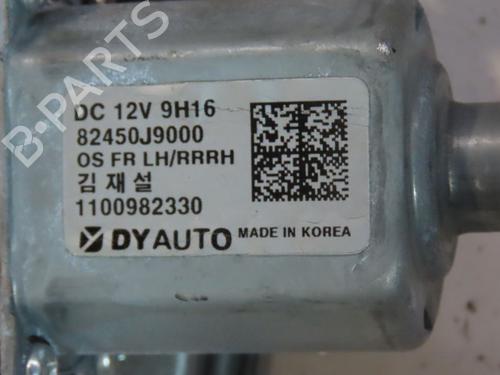 B-PARTS
DC 12V 9H16
82450J9000
OS FR LH/RRRH
김재설
1100982330
DYAUTO MADE IN KOREA